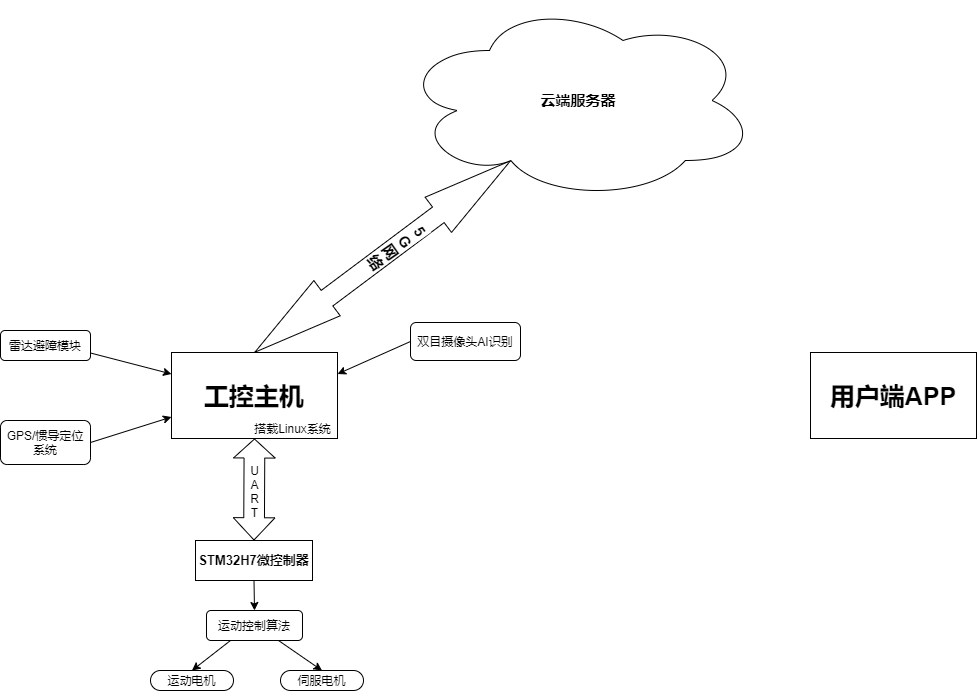 云端服务器
5G网络
雷达避障模块
双目摄像头AI识别
工控主机
搭载Linux系统
用户端APP
GPS/惯导定位
系统
UART
STM32H7微控制器
运动控制算法
运动电机
伺服电机